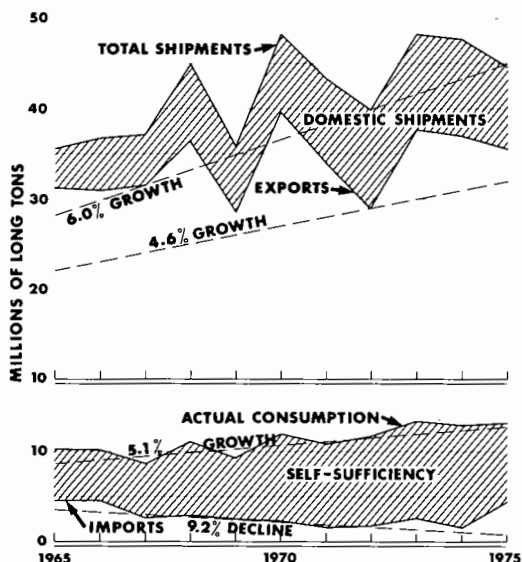 50
TOTAL SHIPMENTS
40
DOMESTIC SHIPMENTS
30
EXPORTS
6.0% GROWTH
4.6% GROWTH
20
10
MILLIONS OF LONG TONS
ACTUAL CONSUMPTION
10
5.1% GROWTH
SELF-SUFFICIENCY
IMPORTS
9.2% DECLINE
0
1965
1970
1975